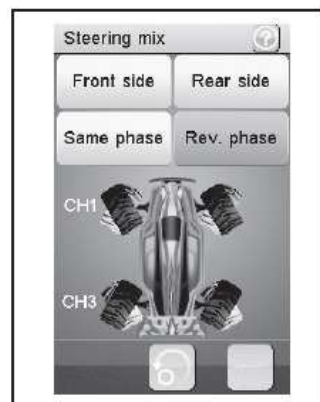 Steering mix
Front side Rear side
Same phase Rev. phase
CH1
CH3